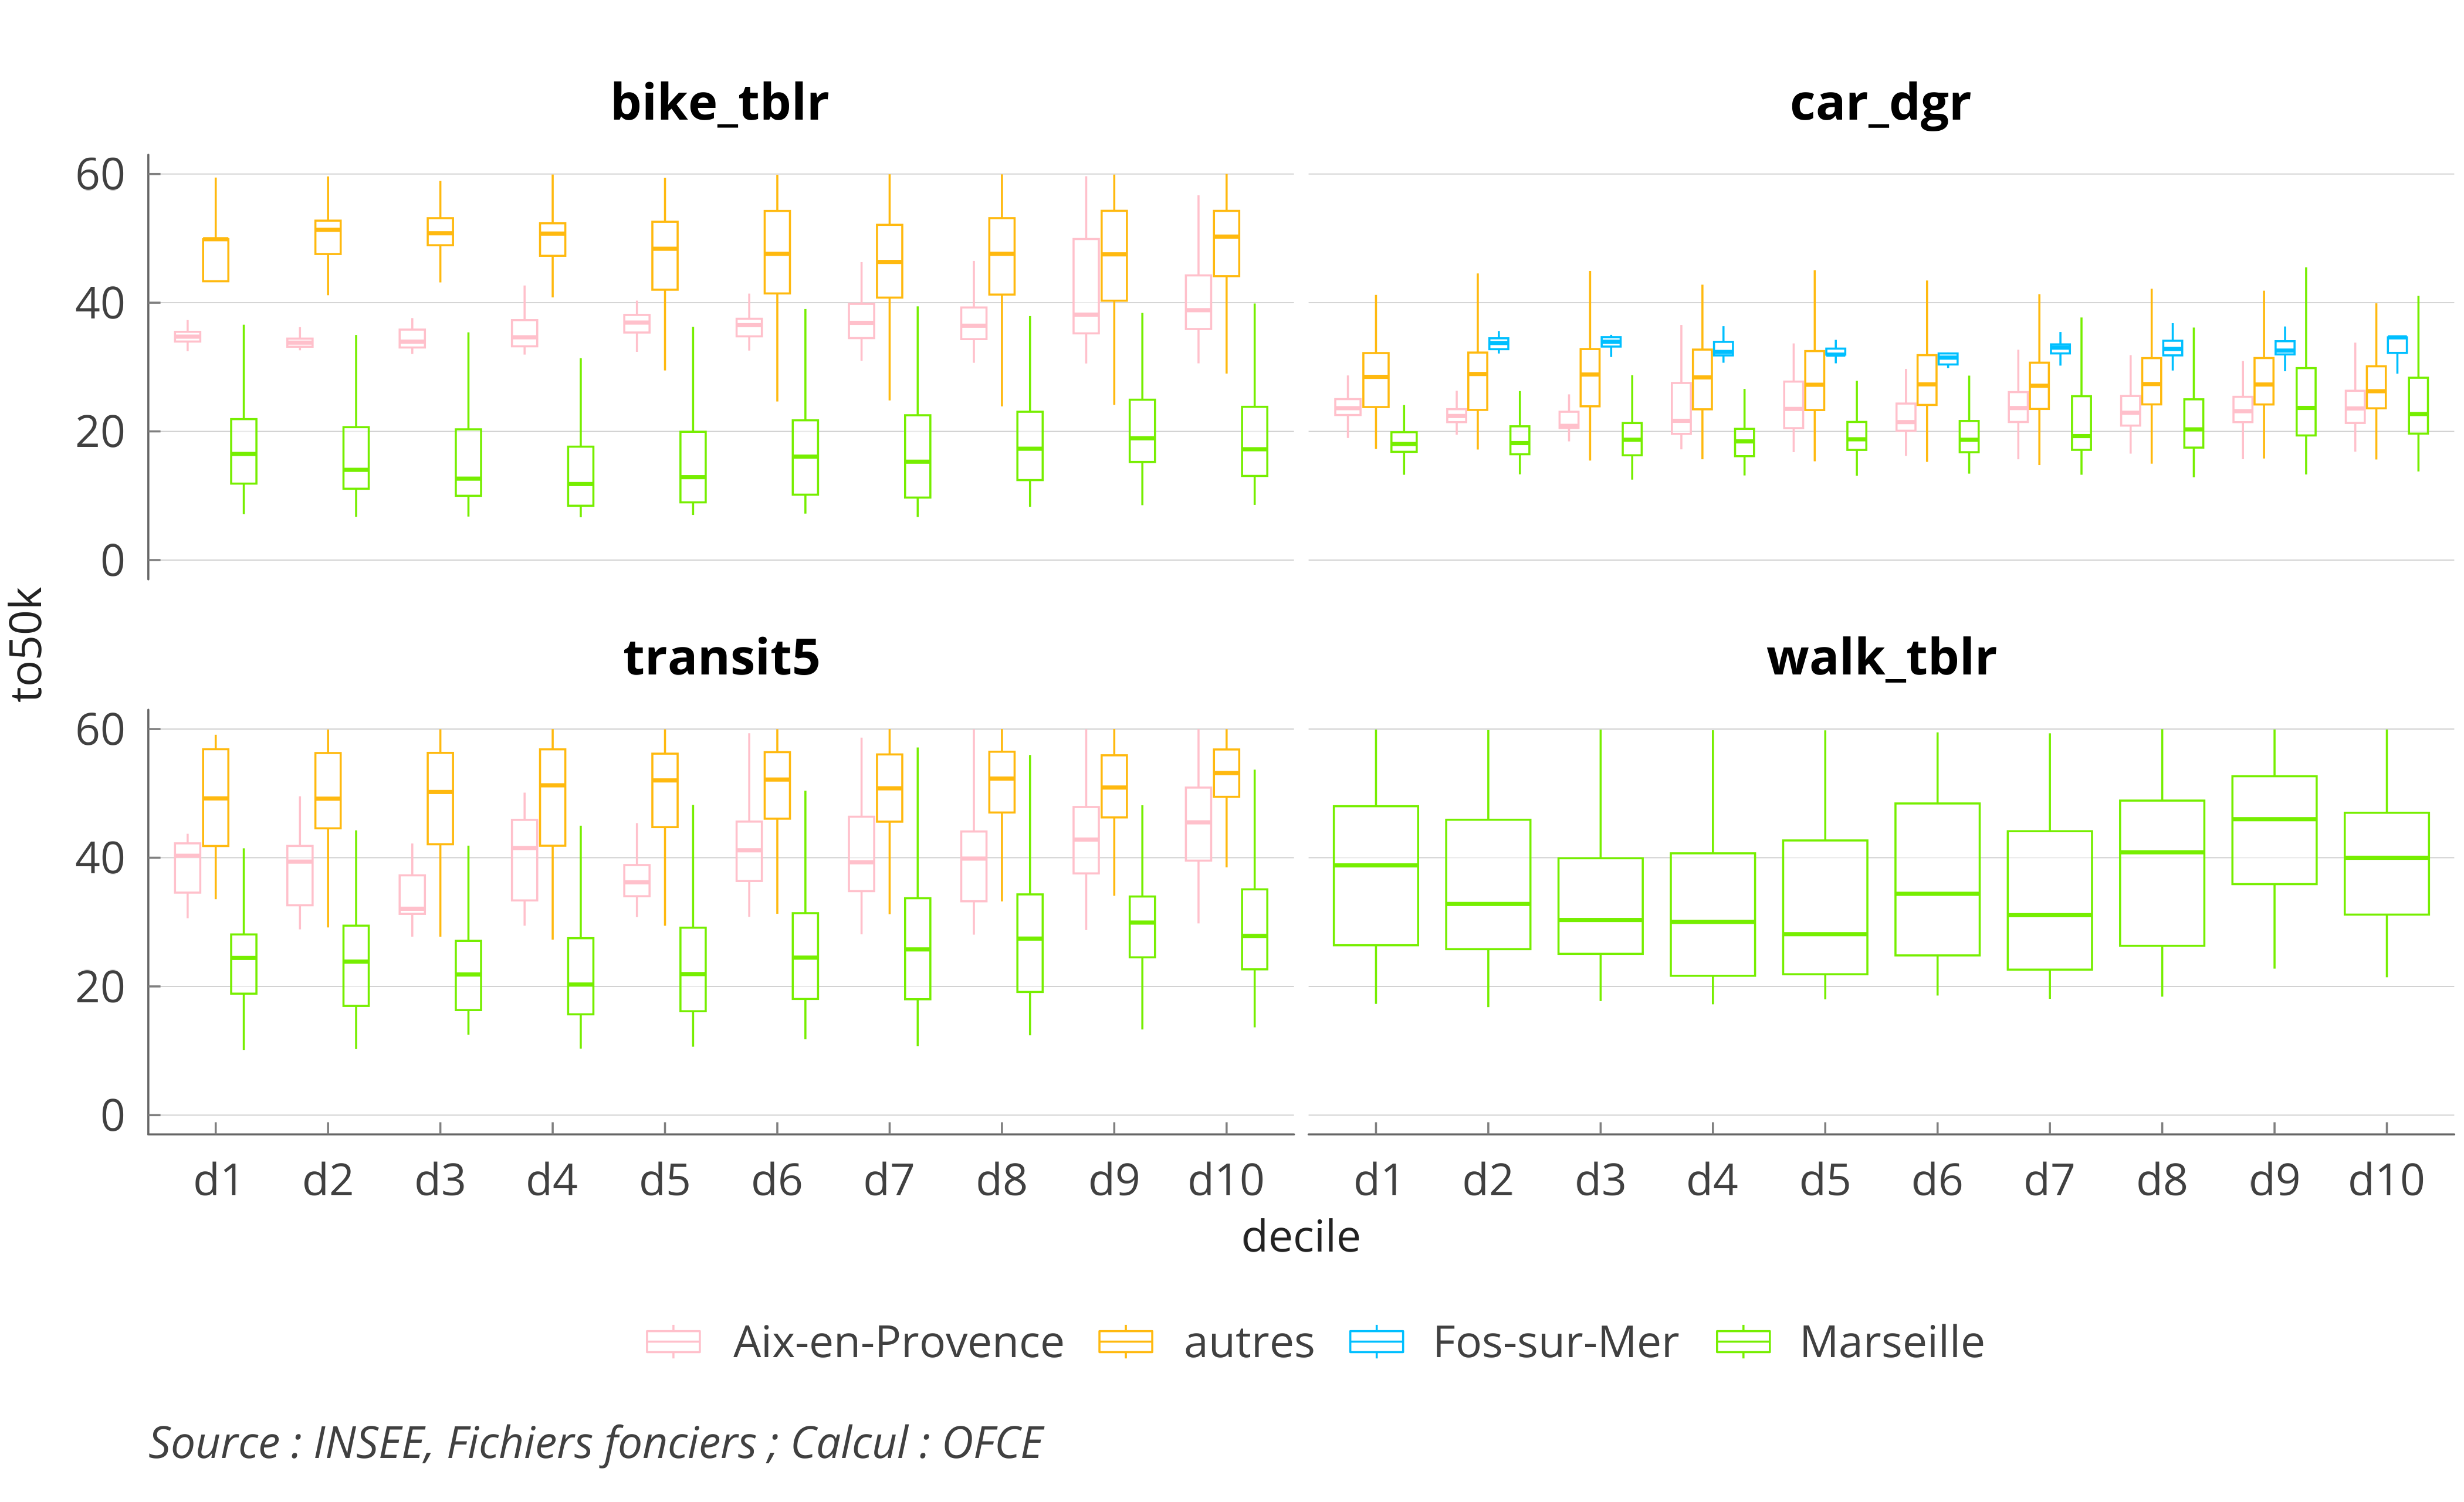 bike_tblr
car_dgr
60
40
20
0
to50k
transit5
walk_tblr
60
40
20
0
d1 d2 d3 d4 d5 d6 d7 d8 d9 d10 d1 d2 d3 d4 d5 d6 d7 d8 d9 d10
decile
Aix-en-Provence autres Fos-sur-Mer Marseille
Source : INSEE, Fichiers fonciers ; Calcul : OFCE